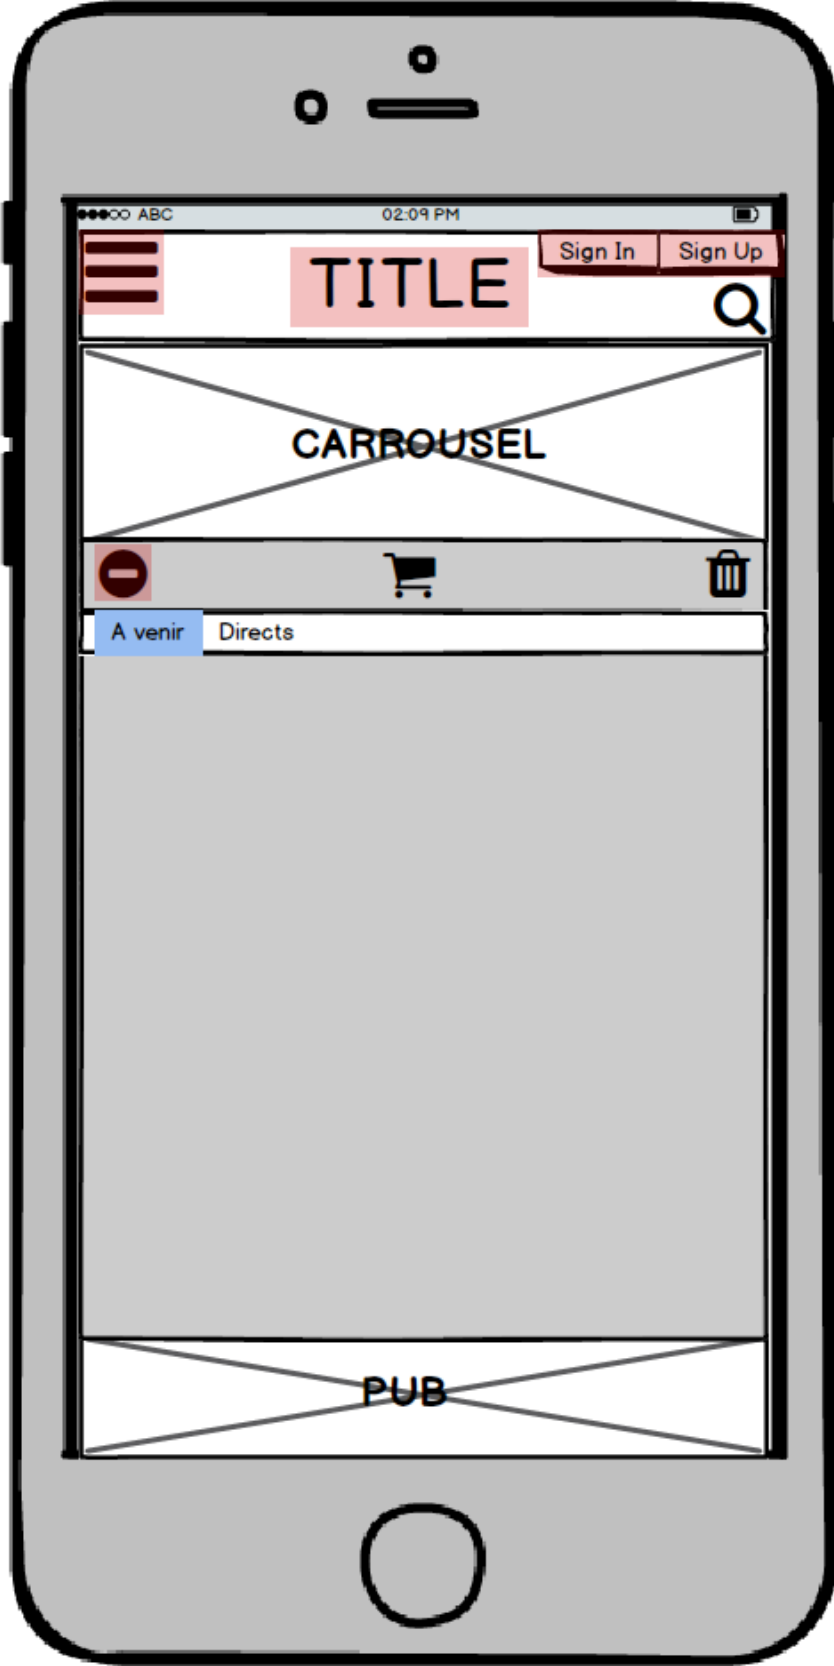 ABC 02:09 PM
Sign In Sign Up
TITLE
CARROUSEL
A venir Directs
PUB